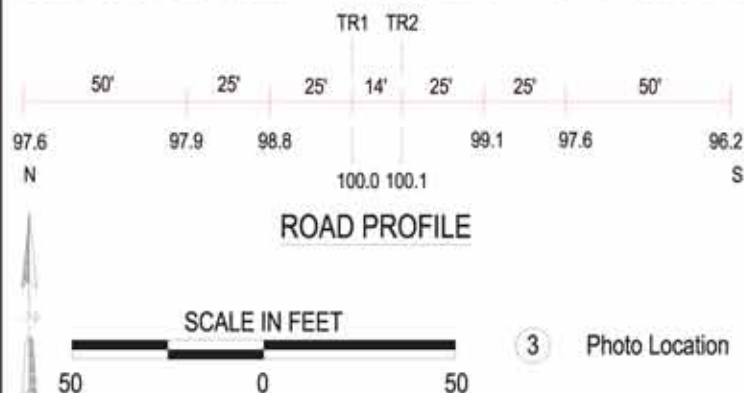 TR1 TR2
50' 25' 25' 14' 25' 25' 50'
97.6 97.9 98.8 99.1 97.6 96.2
N 100.0 100.1 S
ROAD PROFILE
SCALE IN FEET
3 Photo Location
50 0 50